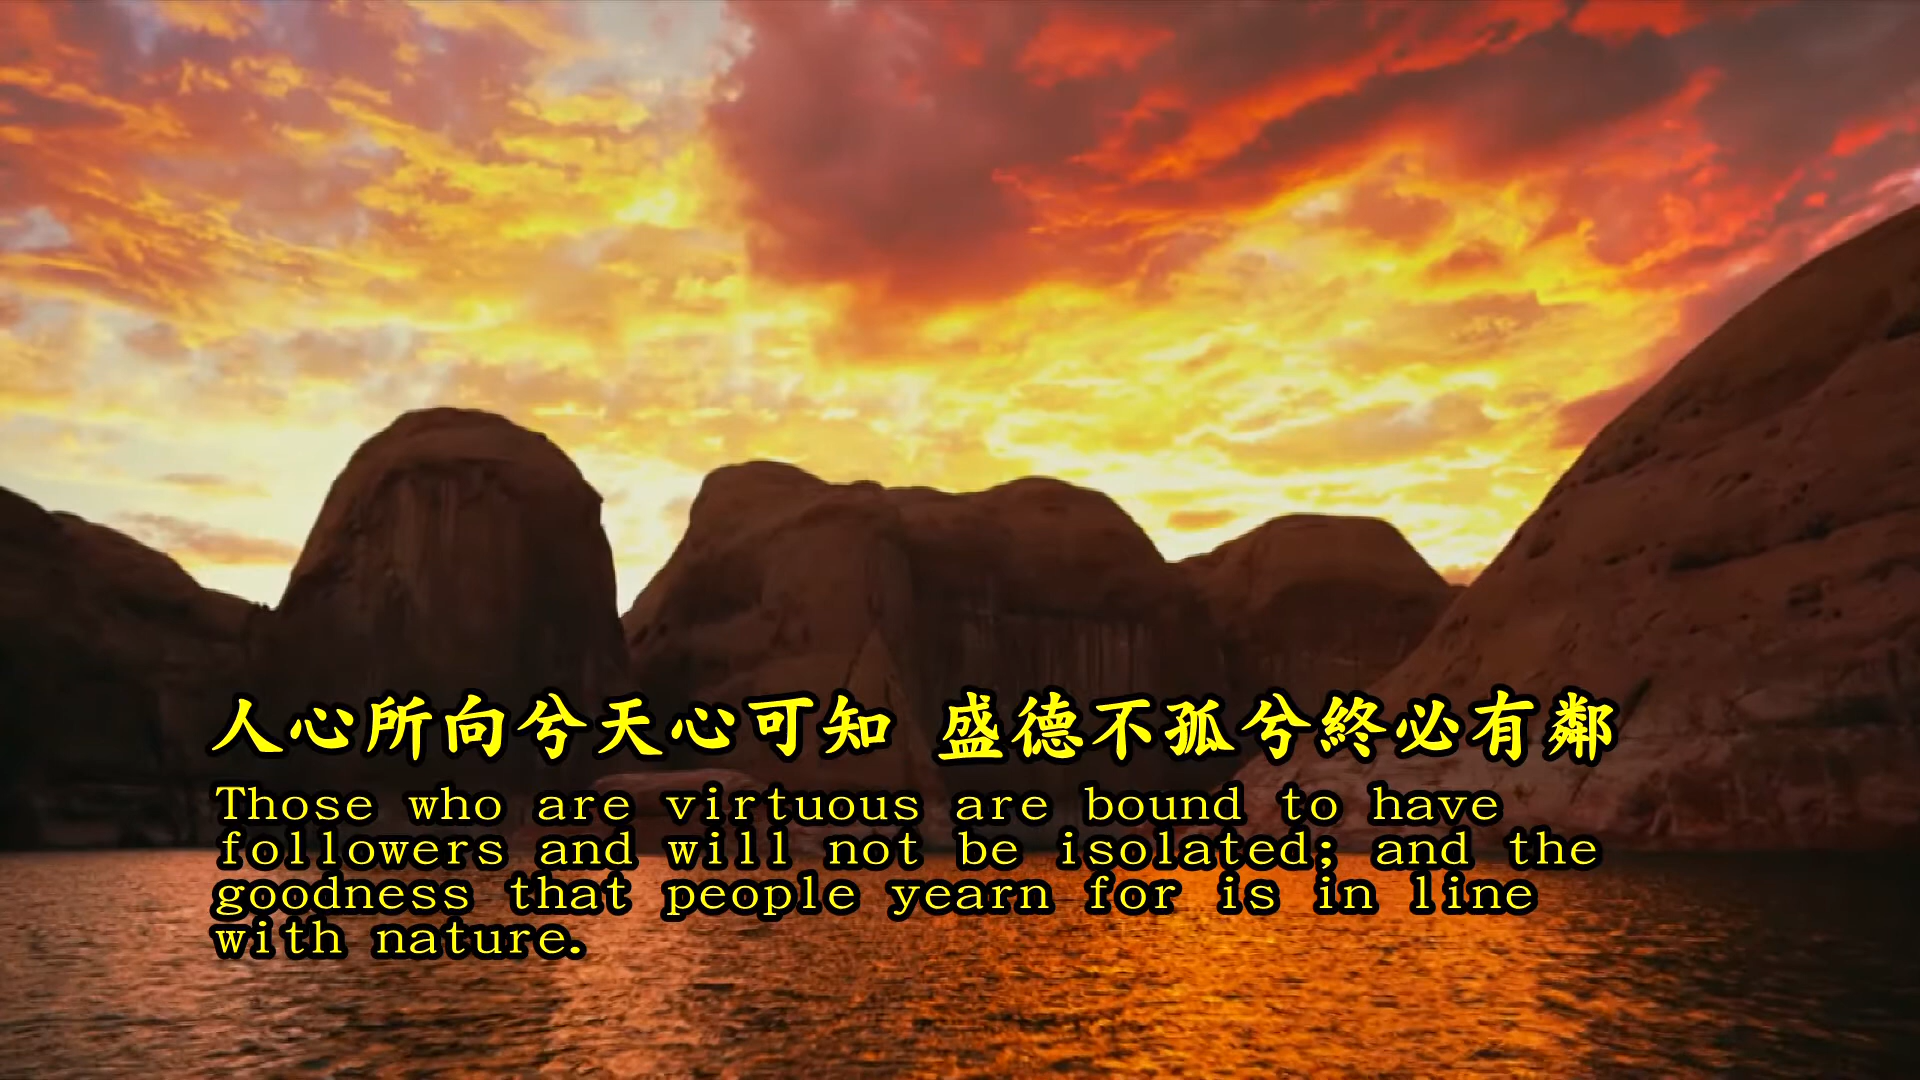 人心所向兮天心可知 盛德不孤兮終必有鄰
Those who are virtuous are bound to have
followers and will not be isolated; and the
goodness that people yearn for is in line
with nature.